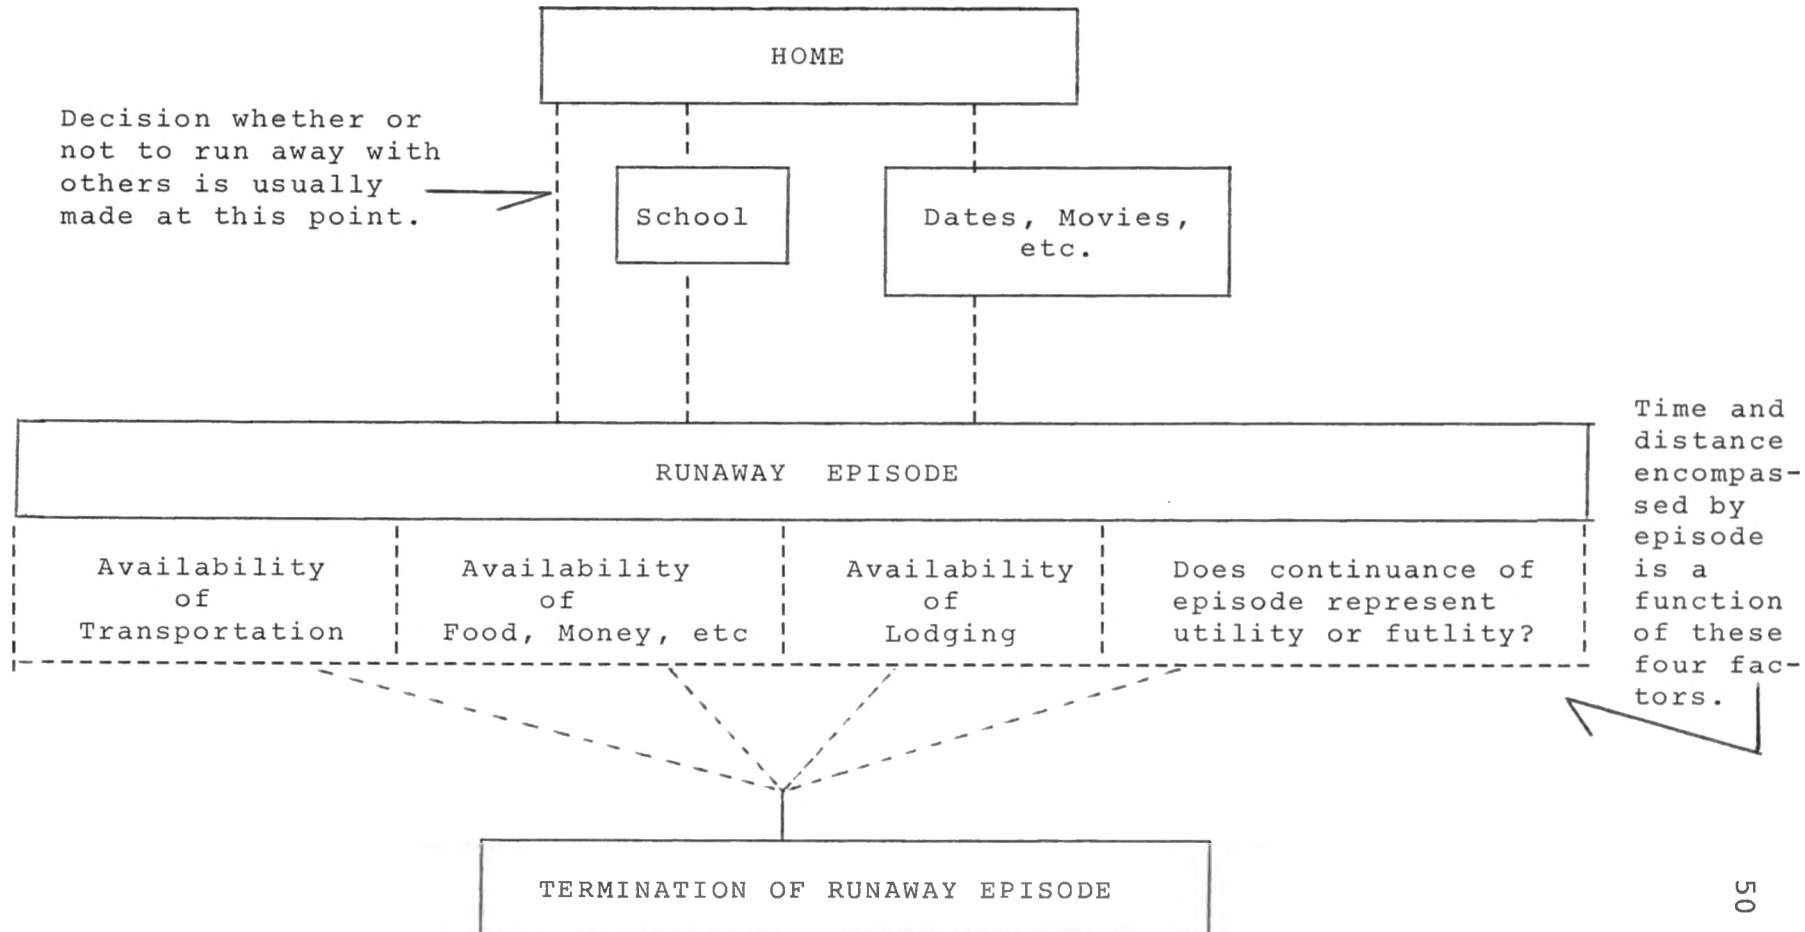 HOME
Decision whether or
not to run away with
others is usually
made at this point.
School
Dates, Movies,
etc.
RUNAWAY EPISODE
Time and
distance
encompas-
sed by
episode
is a
function
of these
four fac-
tors.
Availability
of
Transportation
Availability
of
Food, Money, etc
Availability
of
Lodging
Does continuance of
episode represent
utility or futlity?
TERMINATION OF RUNAWAY EPISODE
50